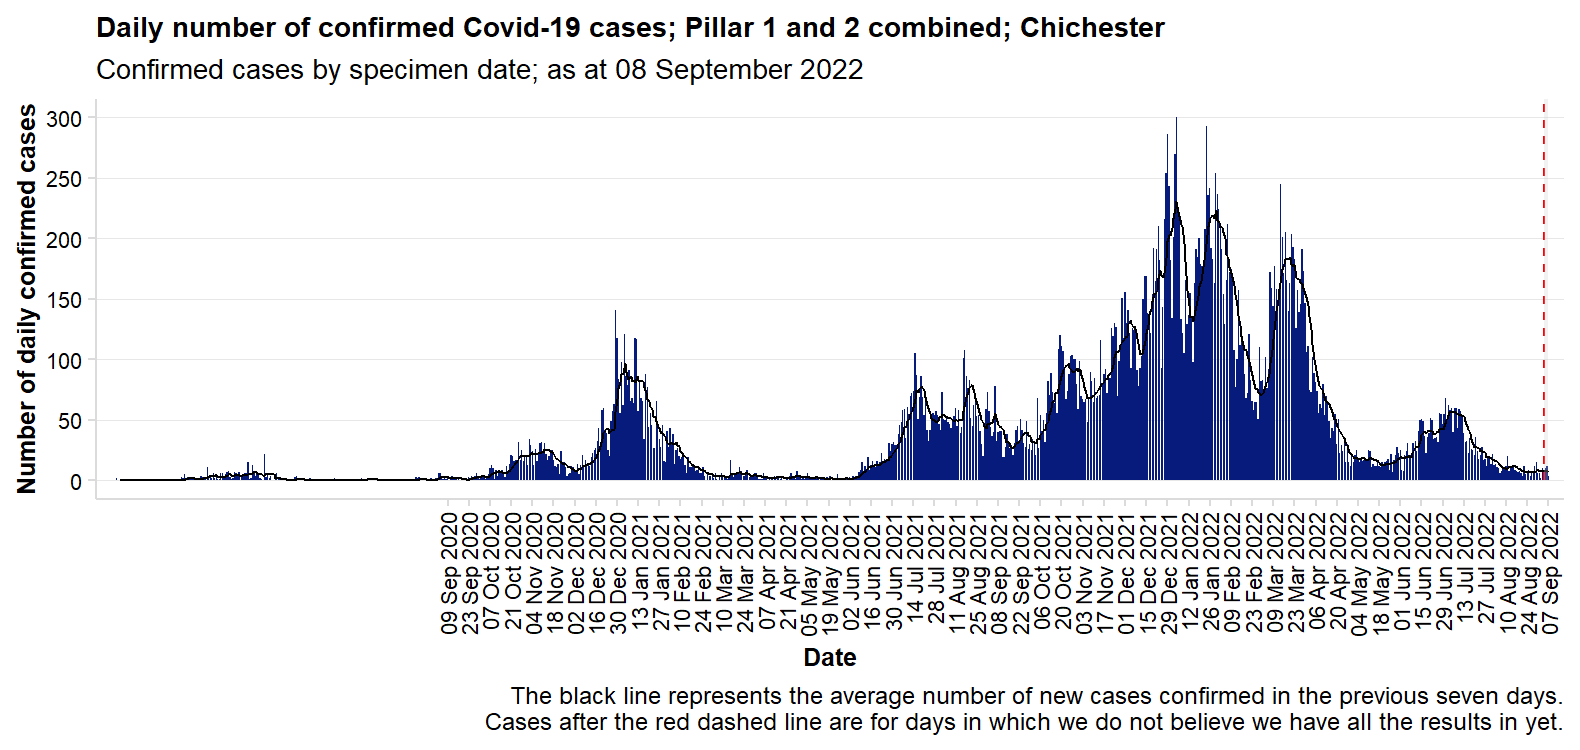 Daily number of confirmed Covid-19 cases; Pillar 1 and 2 combined; Chichester
Confirmed cases by specimen date; as at 08 September 2022
Number of daily confirmed cases
300
250
200
150
100
50
0
09 Sep 2020
23 Sep 2020
07 Oct 2020
21 Oct 2020
04 Nov 2020
18 Nov 2020
02 Dec 2020
16 Dec 2020
30 Dec 2020
13 Jan 2021
27 Jan 2021
10 Feb 2021
24 Feb 2021
10 Mar 2021
24 Mar 2021
07 Apr 2021
21 Apr 2021
05 May 2021
19 May 2021
02 Jun 2021
16 Jun 2021
30 Jun 2021
14 Jul 2021
28 Jul 2021
11 Aug 2021
25 Aug 2021
08 Sep 2021
22 Sep 2021
06 Oct 2021
20 Oct 2021
03 Nov 2021
17 Nov 2021
01 Dec 2021
15 Dec 2021
29 Dec 2021
12 Jan 2022
26 Jan 2022
09 Feb 2022
23 Feb 2022
09 Mar 2022
23 Mar 2022
06 Apr 2022
20 Apr 2022
04 May 2022
18 May 2022
01 Jun 2022
15 Jun 2022
29 Jun 2022
13 Jul 2022
27 Jul 2022
10 Aug 2022
24 Aug 2022
07 Sep 2022
Date
The black line represents the average number of new cases confirmed in the previous seven days.
Cases after the red dashed line are for days in which we do not believe we have all the results in yet.